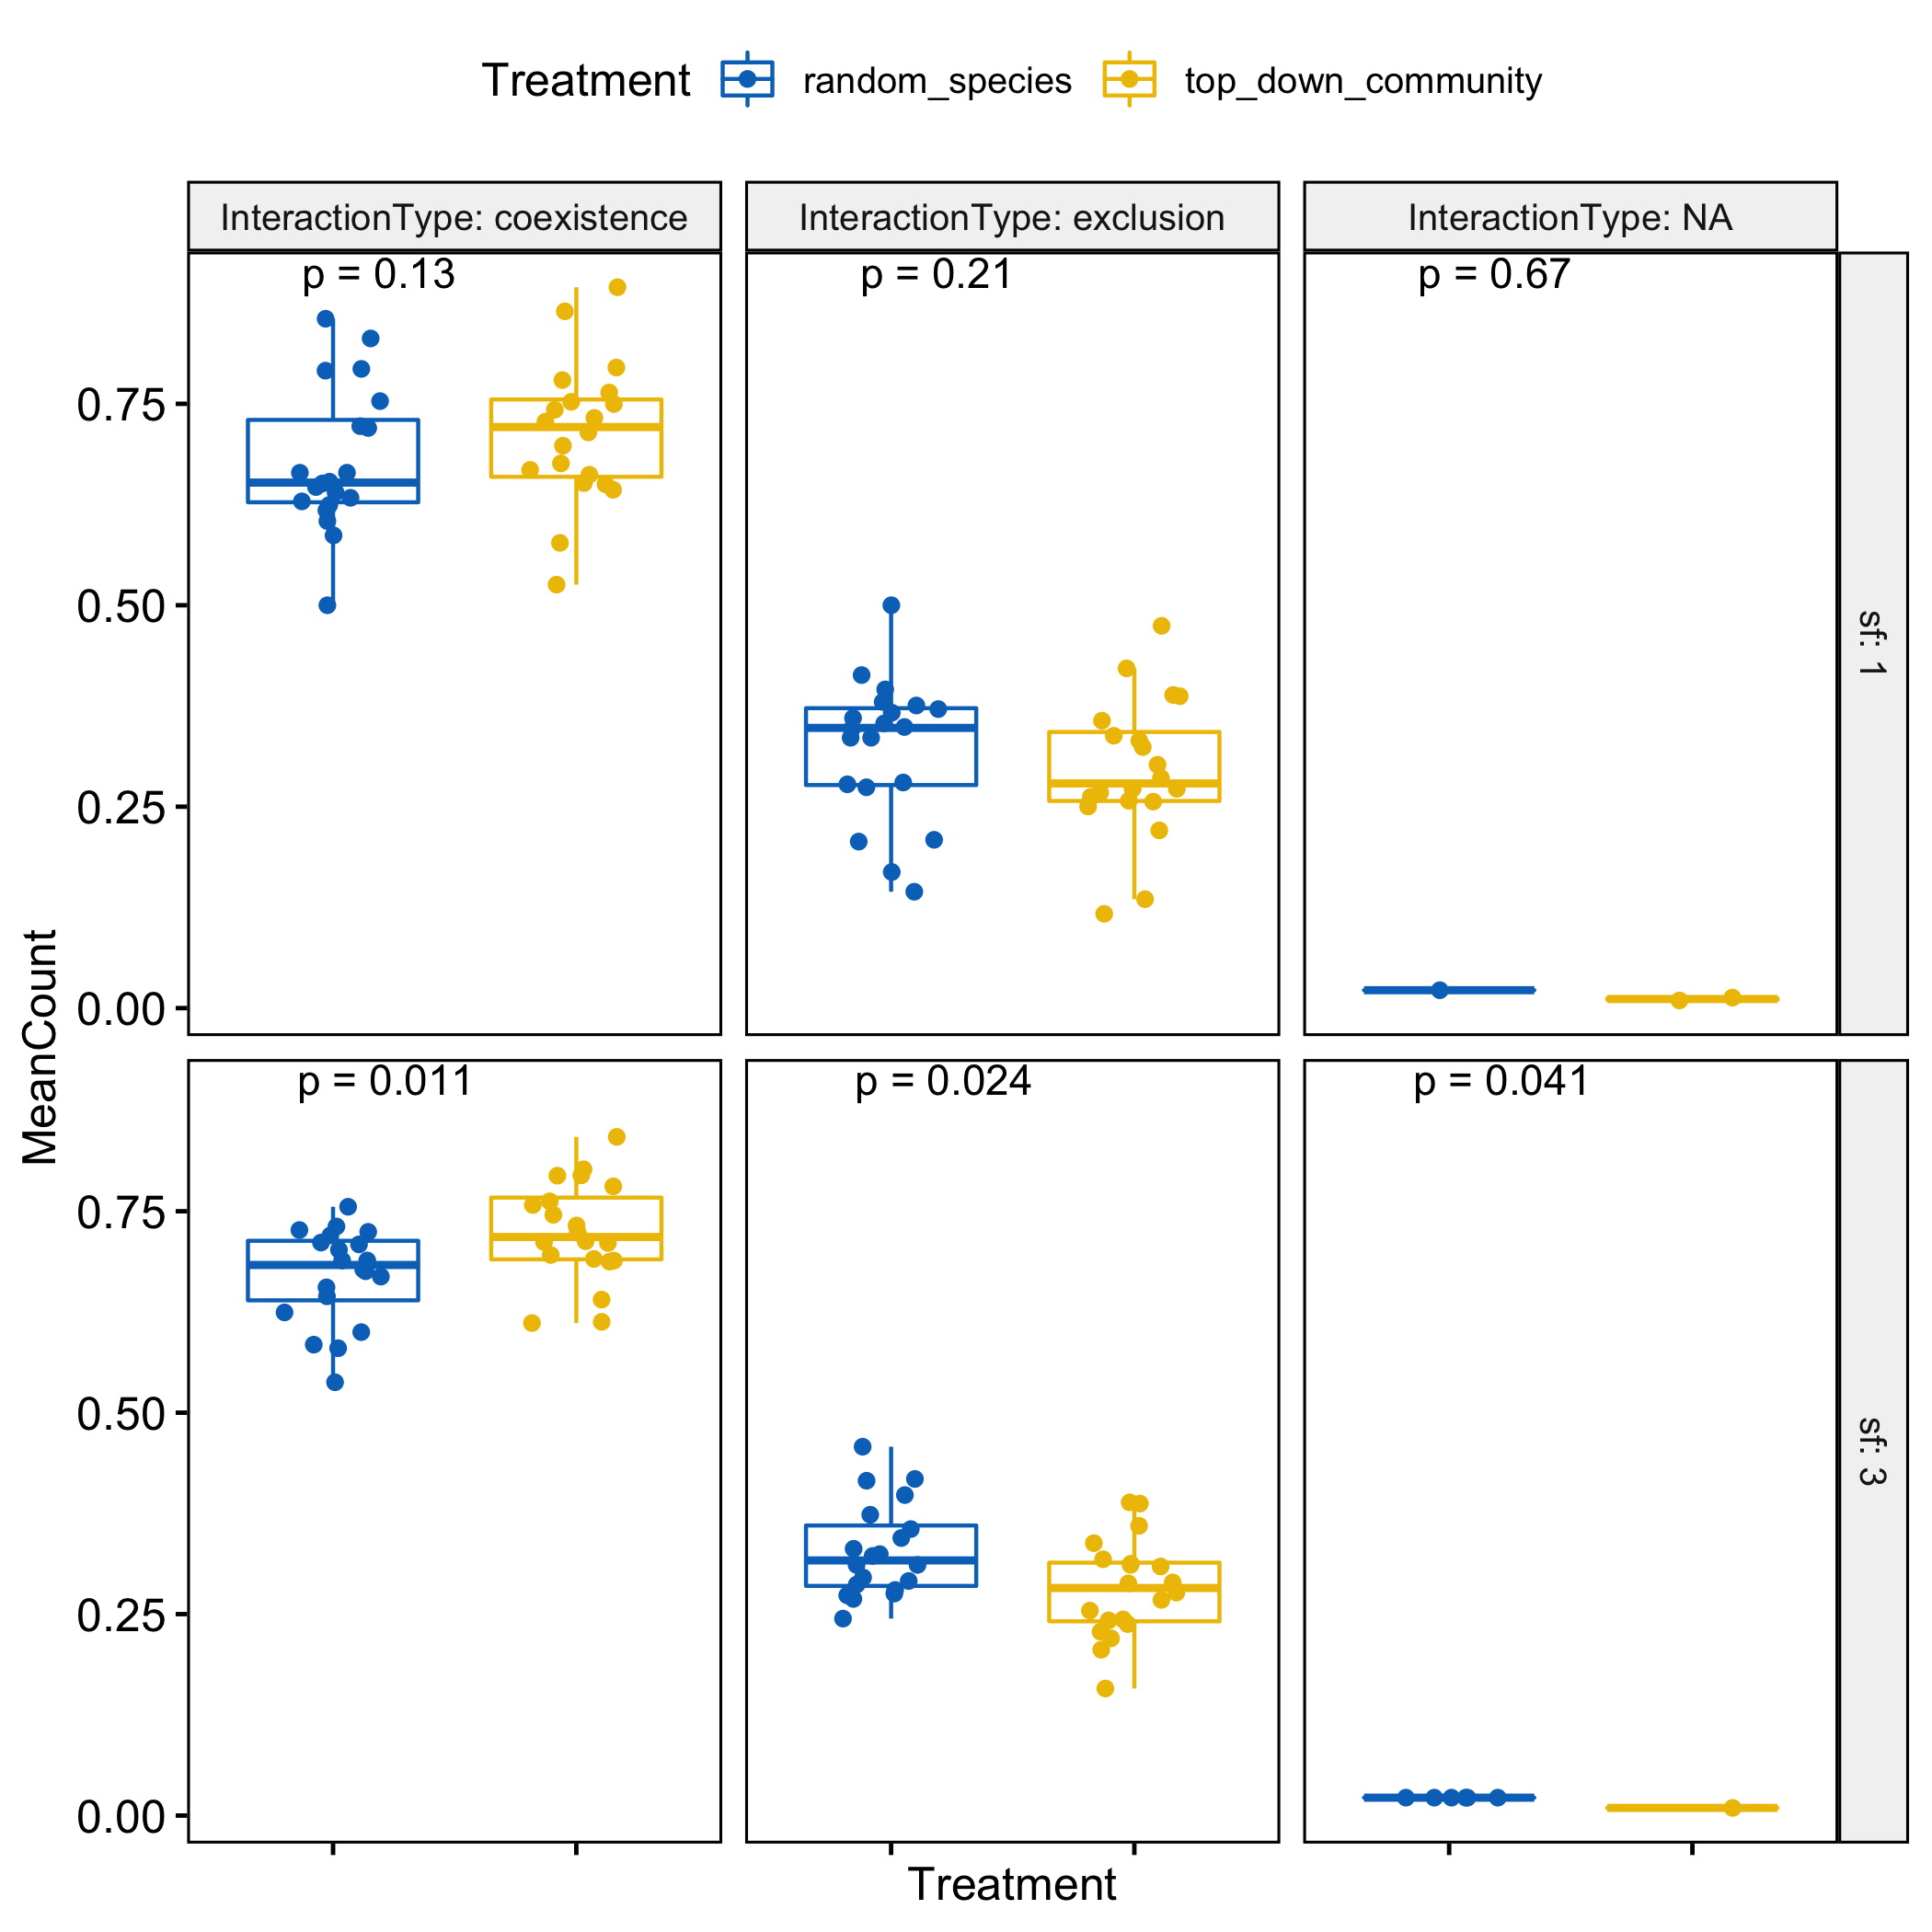 Treatment random_species top_down_community
InteractionType: coexistence
InteractionType: exclusion
InteractionType: NA
p = 0.13
p = 0.21
p = 0.67
sf: 1
0.75
0.50
0.25
0.00
MeanCount
p = 0.011
p = 0.024
p = 0.041
sf: 3
0.75
0.50
0.25
0.00
Treatment